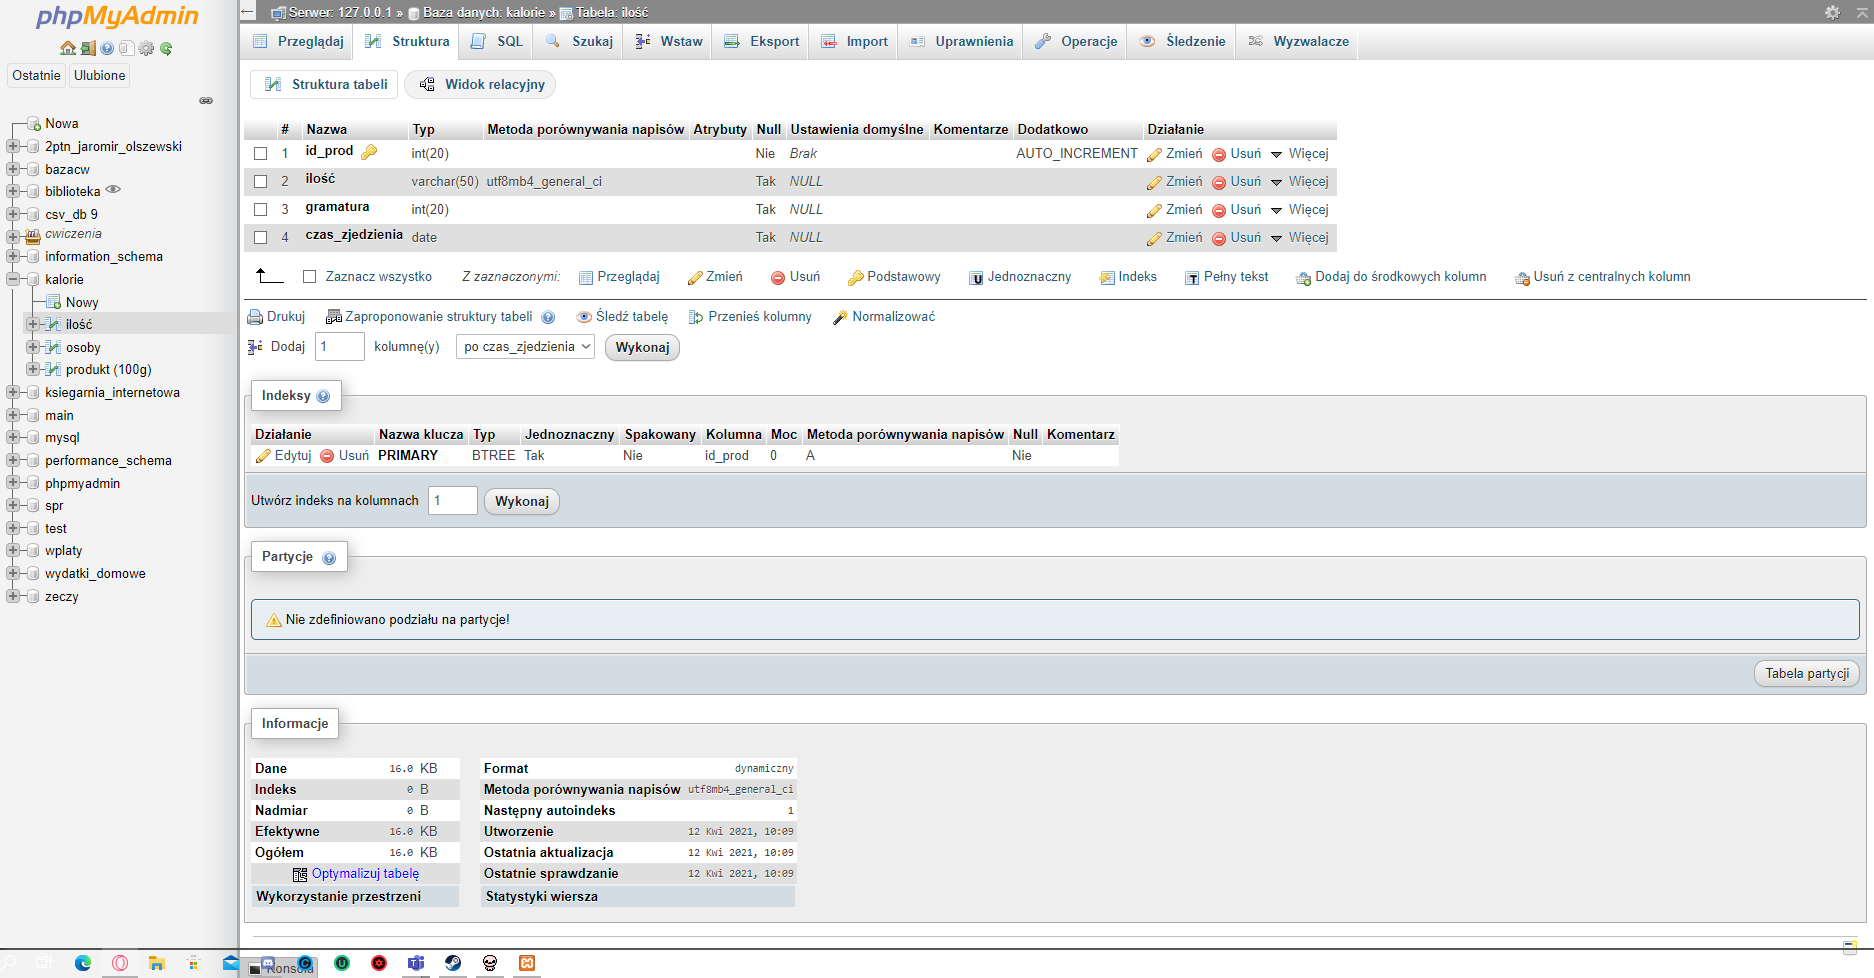 phpMyAdmin
Ostatnie Ulubione
Nowa
2ptn_jaromir_olszewski
bazacw
biblioteka
csv_db 9
cwiczenia
information_schema
kalorie
Nowy
ilość
osoby
produkt (100g)
ksiegarnia_internetowa
main
mysql
performance_schema
phpmyadmin
spr
test
wplaty
wydatki_domowe
zeczy
Serwer: 127.0.0.1 » Baza danych: kalorie » Tabela: ilość
Przeglądaj Struktura SQL Szukaj Wstaw Eksport Import Uprawnienia Operacje Śledzenie Wyzwalacze
Struktura tabeli Widok relacyjny
# Nazwa Typ Metoda porównywania napisów Atrybuty Null Ustawienia domyślne Komentarze Dodatkowo Działanie
1 id_prod int(20) Nie Brak AUTO_INCREMENT Zmień Usuń Więcej
2 ilość varchar(50) utf8mb4_general_ci Tak NULL Zmień Usuń Więcej
3 gramatura int(20) Tak NULL Zmień Usuń Więcej
4 czas_zjedzienia date Tak NULL Zmień Usuń Więcej
Zaznacz wszystko Z zaznaczonymi: Przeglądaj Zmień Usuń Podstawowy Jednoznaczny Indeks Pełny tekst Dodaj do środkowych kolumn Usuń z centralnych kolumn
Drukuj Zaproponowanie struktury tabeli Śledź tabelę Przenieś kolumny Normalizować
Dodaj 1 kolumnę(y) po czas_zjedzienia Wykonaj
Indeksy
Działanie Nazwa klucza Typ Jednoznaczny Spakowany Kolumna Moc Metoda porównywania napisów Null Komentarz
Edytuj Usuń PRIMARY BTREE Tak Nie id_prod 0 A Nie
Utwórz indeks na kolumnach 1 Wykonaj
Partycje
Nie zdefiniowano podziału na partycje!
Tabela partycji
Informacje
Dane 16.0 KB
Indeks 0 B
Nadmiar 0 B
Efektywne 16.0 KB
Ogółem 16.0 KB
Optymalizuj tabelę
Wykorzystanie przestrzeni
Format dynamiczny
Metoda porównywania napisów utf8mb4_general_ci
Następny autoindeks 1
Utworzenie 12 Kwi 2021, 10:09
Ostatnia aktualizacja 12 Kwi 2021, 10:09
Ostatnie sprawdzanie 12 Kwi 2021, 10:09
Statystyki wiersza
Konsola